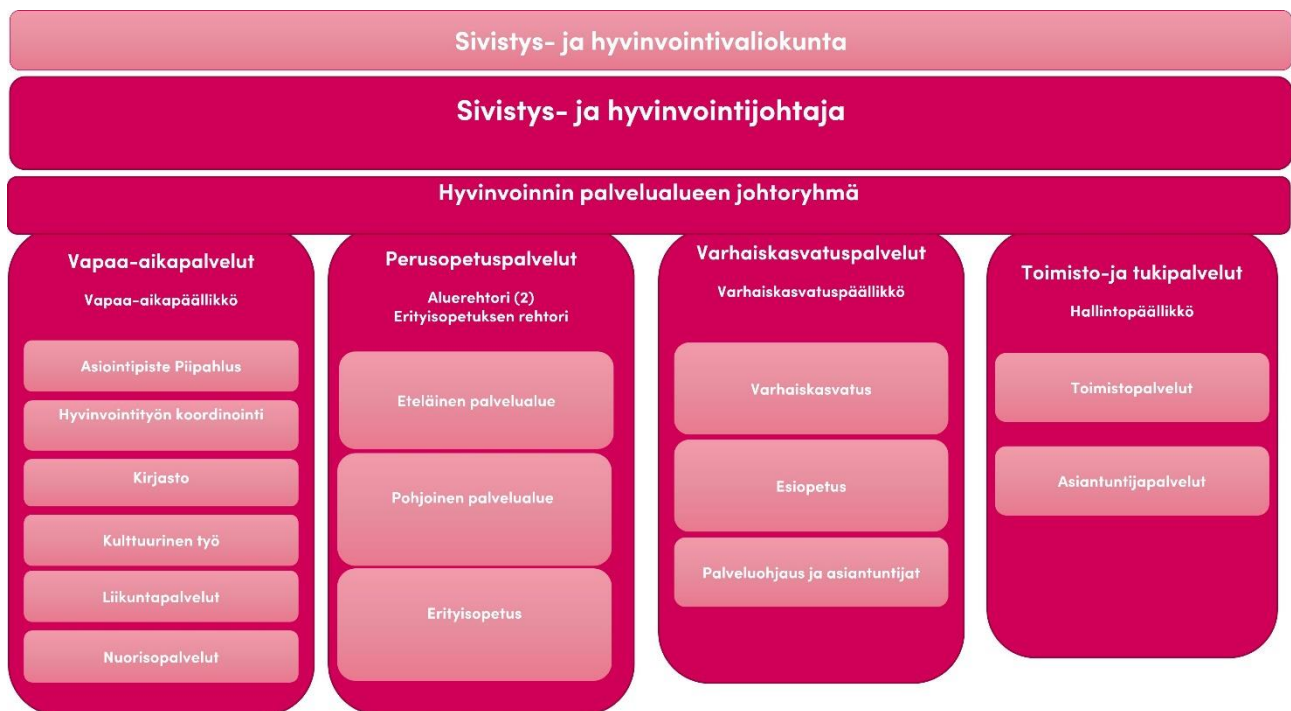 Sivistys- ja hyvinvointivaliokunta
Sivistys- ja hyvinvointijohtaja
Hyvinvoinnin palvelualueen johtoryhmä
Vapaa-aikapalvelut
Vapaa-aikapäällikkö
Asiointipiste Piipahlus
Hyvinvointityön koordinointi
Kirjasto
Kulttuurinen työ
Liikuntapalvelut
Nuorisopalvelut
Perusopetuspalvelut
Aluerehtori (2)
Erityisopetuksen rehtori
Eteläinen palvelualue
Pohjoinen palvelualue
Erityisopetus
Varhaiskasvatuspalvelut
Varhaiskasvatuspäällikkö
Varhaiskasvatus
Esiopetus
Palveluohjaus ja asiantuntijat
Toimisto-ja tukipalvelut
Hallintopäällikkö
Toimistopalvelut
Asiantuntijapalvelut